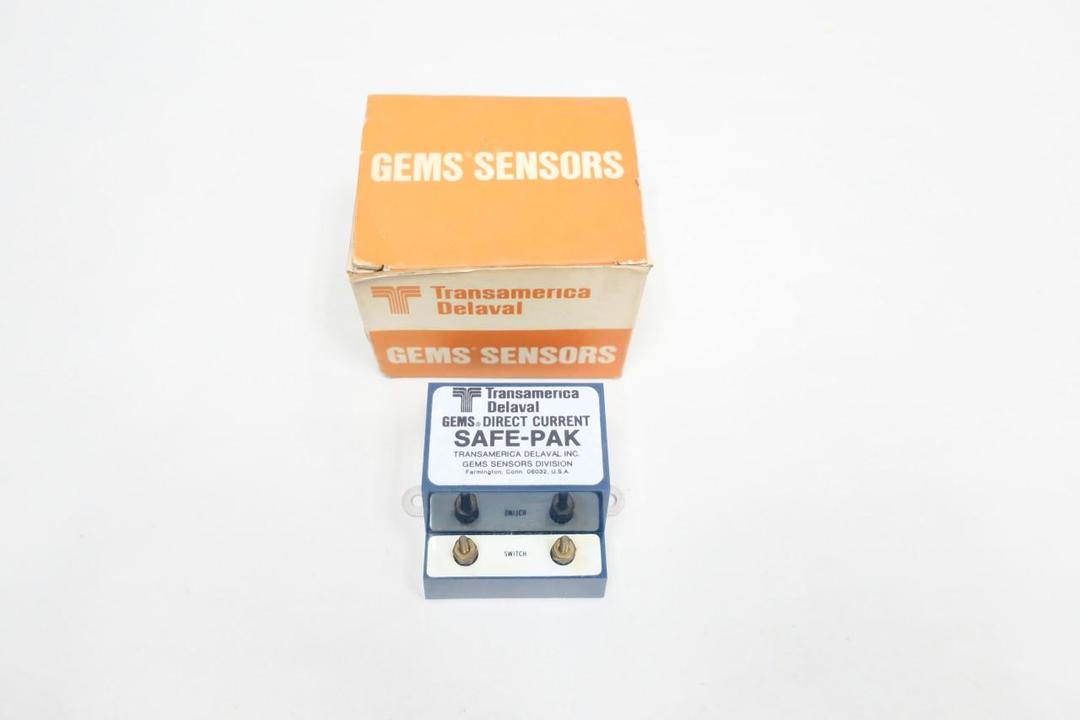 GEMS® SENSORS
Transamerica
Delaval
GEMS® SENSORS
Transamerica
Delaval
GEMS® DIRECT CURRENT
SAFE-PAK
TRANSAMERICA DELAVAL INC.
GEMS SENSORS DIVISION
Farmington, Conn. 06032, U.S.A.
SWITCH
SWITCH